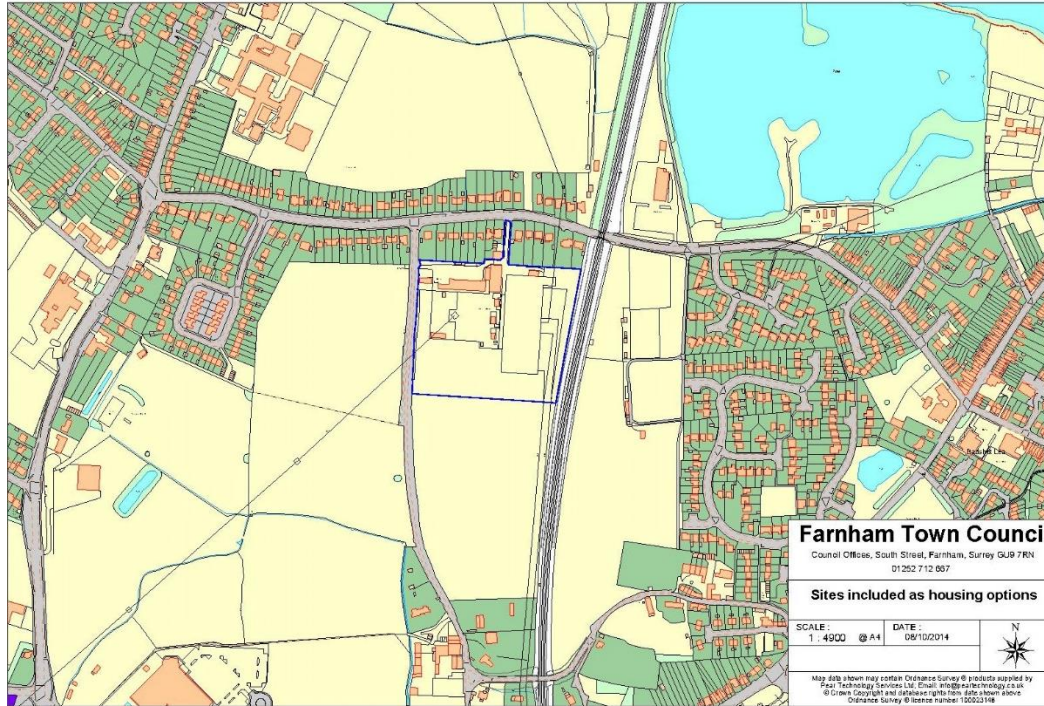 Farnham Town Counci
Council Offices, South Street, Farnham, Surrey GU9 7RN
01252 712 667
Sites included as housing options
SCALE :
1 : 4900 @ A4
DATE :
08/10/2014
N
Map data shown may contain Ordnance Survey ® products supplied by
Pear Technology Services Ltd; Email: info@peartechnology.co.uk
© Crown Copyright and database rights from date shown above
Ordnance Survey ® licence number 100023148